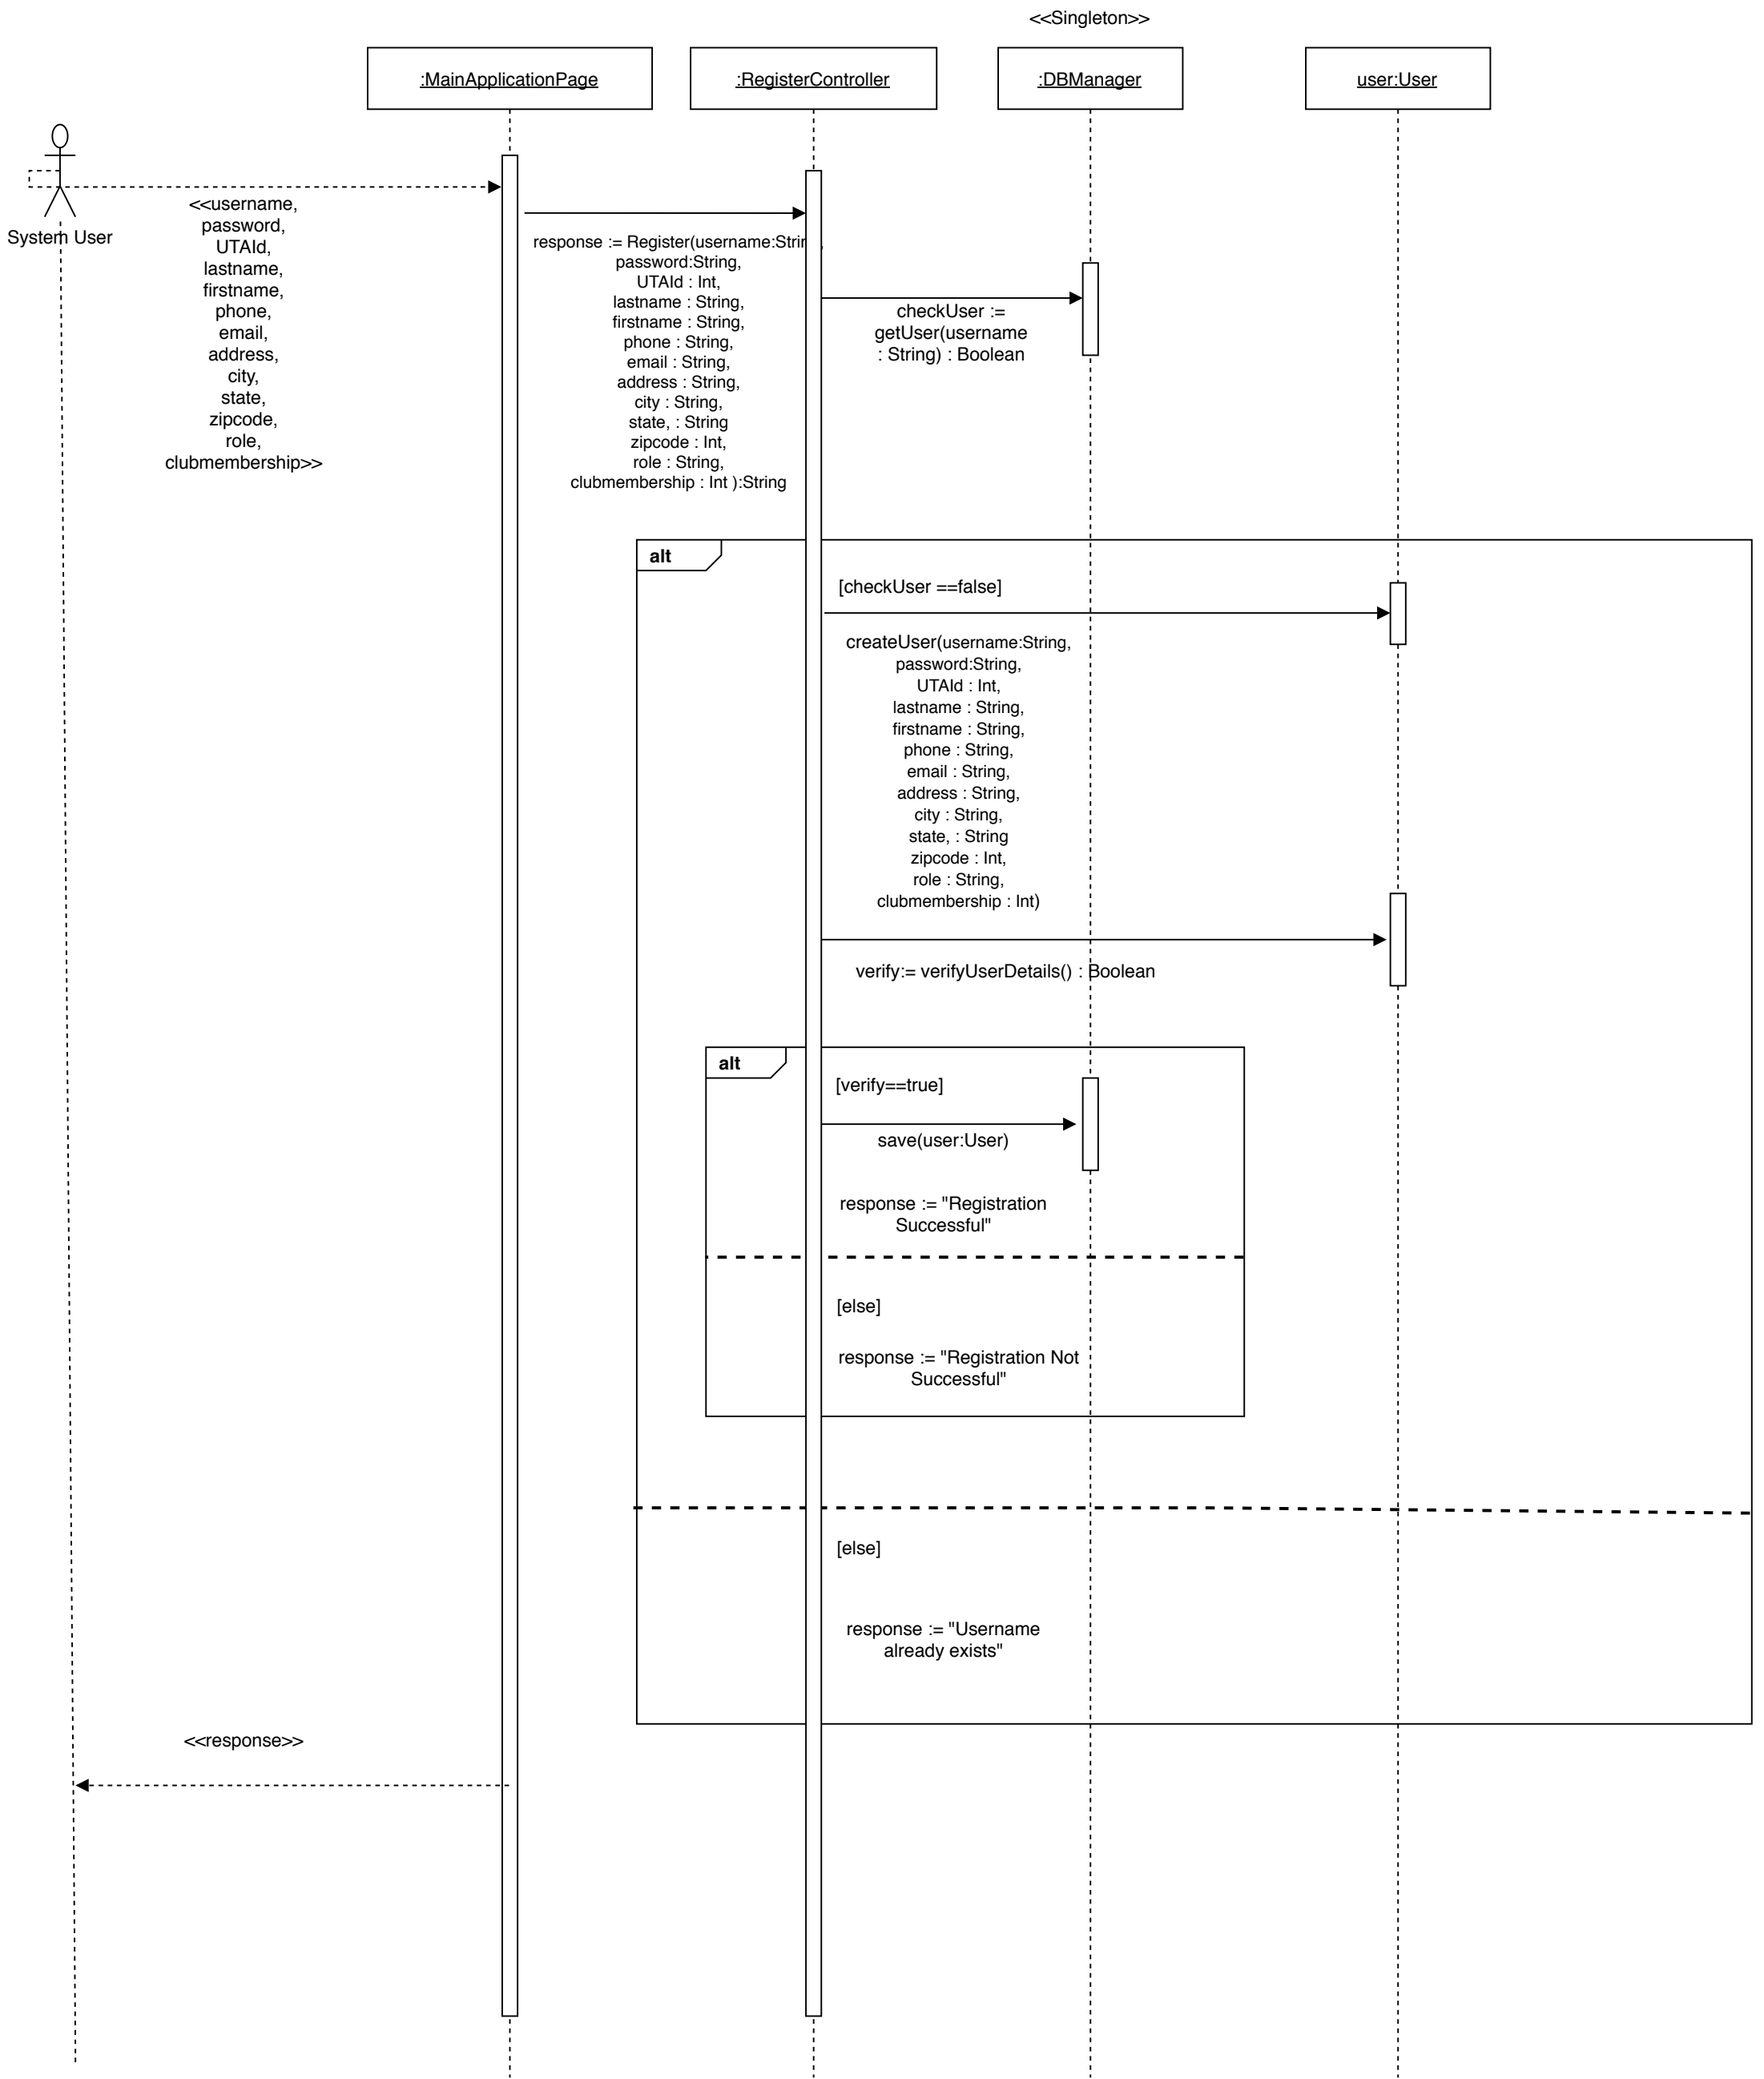 <<Singleton>>
:MainApplicationPage
:RegisterController
:DBManager
user:User
System User
<<username,
password,
UTAId,
lastname,
firstname,
phone,
email,
address,
city,
state,
zipcode,
role,
clubmembership>>
response := Register(username:String,
password:String,
UTAId : Int,
lastname : String,
firstname : String,
phone : String,
email : String,
address : String,
city : String,
state, : String
zipcode : Int,
role : String,
clubmembership : Int ):String
checkUser :=
getUser(username
: String) : Boolean
alt
[checkUser ==false]
createUser(username:String,
password:String,
UTAId : Int,
lastname : String,
firstname : String,
phone : String,
email : String,
address : String,
city : String,
state, : String
zipcode : Int,
role : String,
clubmembership : Int)
verify:= verifyUserDetails() : Boolean
alt
[verify==true]
save(user:User)
response := "Registration
Successful"
[else]
response := "Registration Not
Successful"
[else]
response := "Username
already exists"
<<response>>